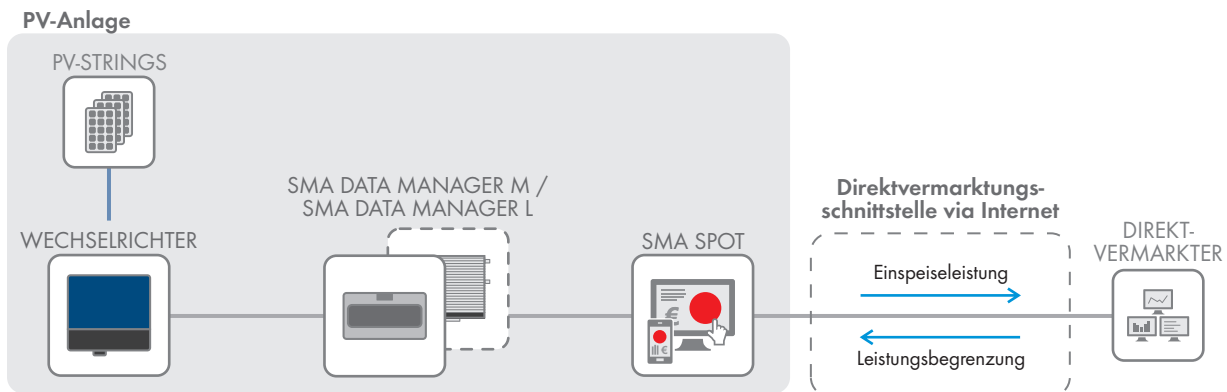 PV-Anlage
PV-STRINGS
SMA DATA MANAGER M /
SMA DATA MANAGER L
WECHSELRICHTER
SMA SPOT
Direktvermarktungs-
schnittstelle via Internet
Einspeiseleistung
Leistungsbegrenzung
DIREKT-
VERMARKTER